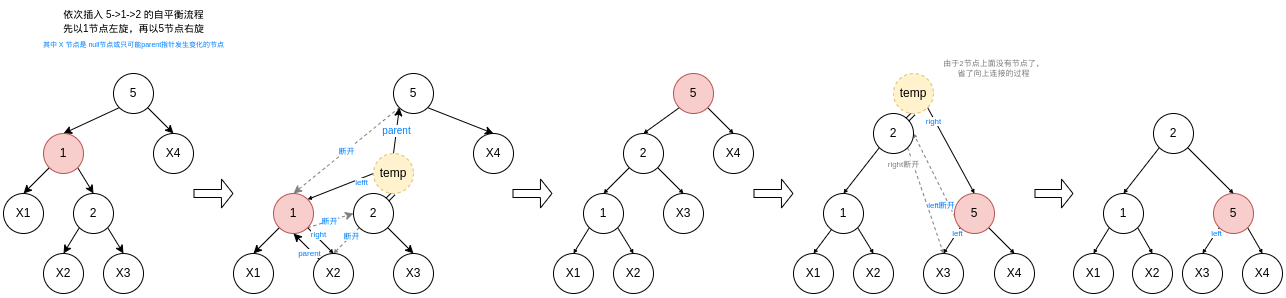 依次插入 5->1->2 的自平衡流程
先以1节点左旋，再以5节点右旋
其中 X 节点是 null节点或只可能parent指针发生变化的节点
5
1
X4
X1
2
X2
X3
5
parent
断开
X4
temp
left
1
断开
2
right
断开
parent
X1
X2
X3
5
2
X4
1
X3
X1
X2
由于2节点上面没有节点了，
省了向上连接的过程
temp
2
right
right断开
1
left断开
5
left
X1
X2
X3
X4
2
1
5
left
X1
X2
X3
X4